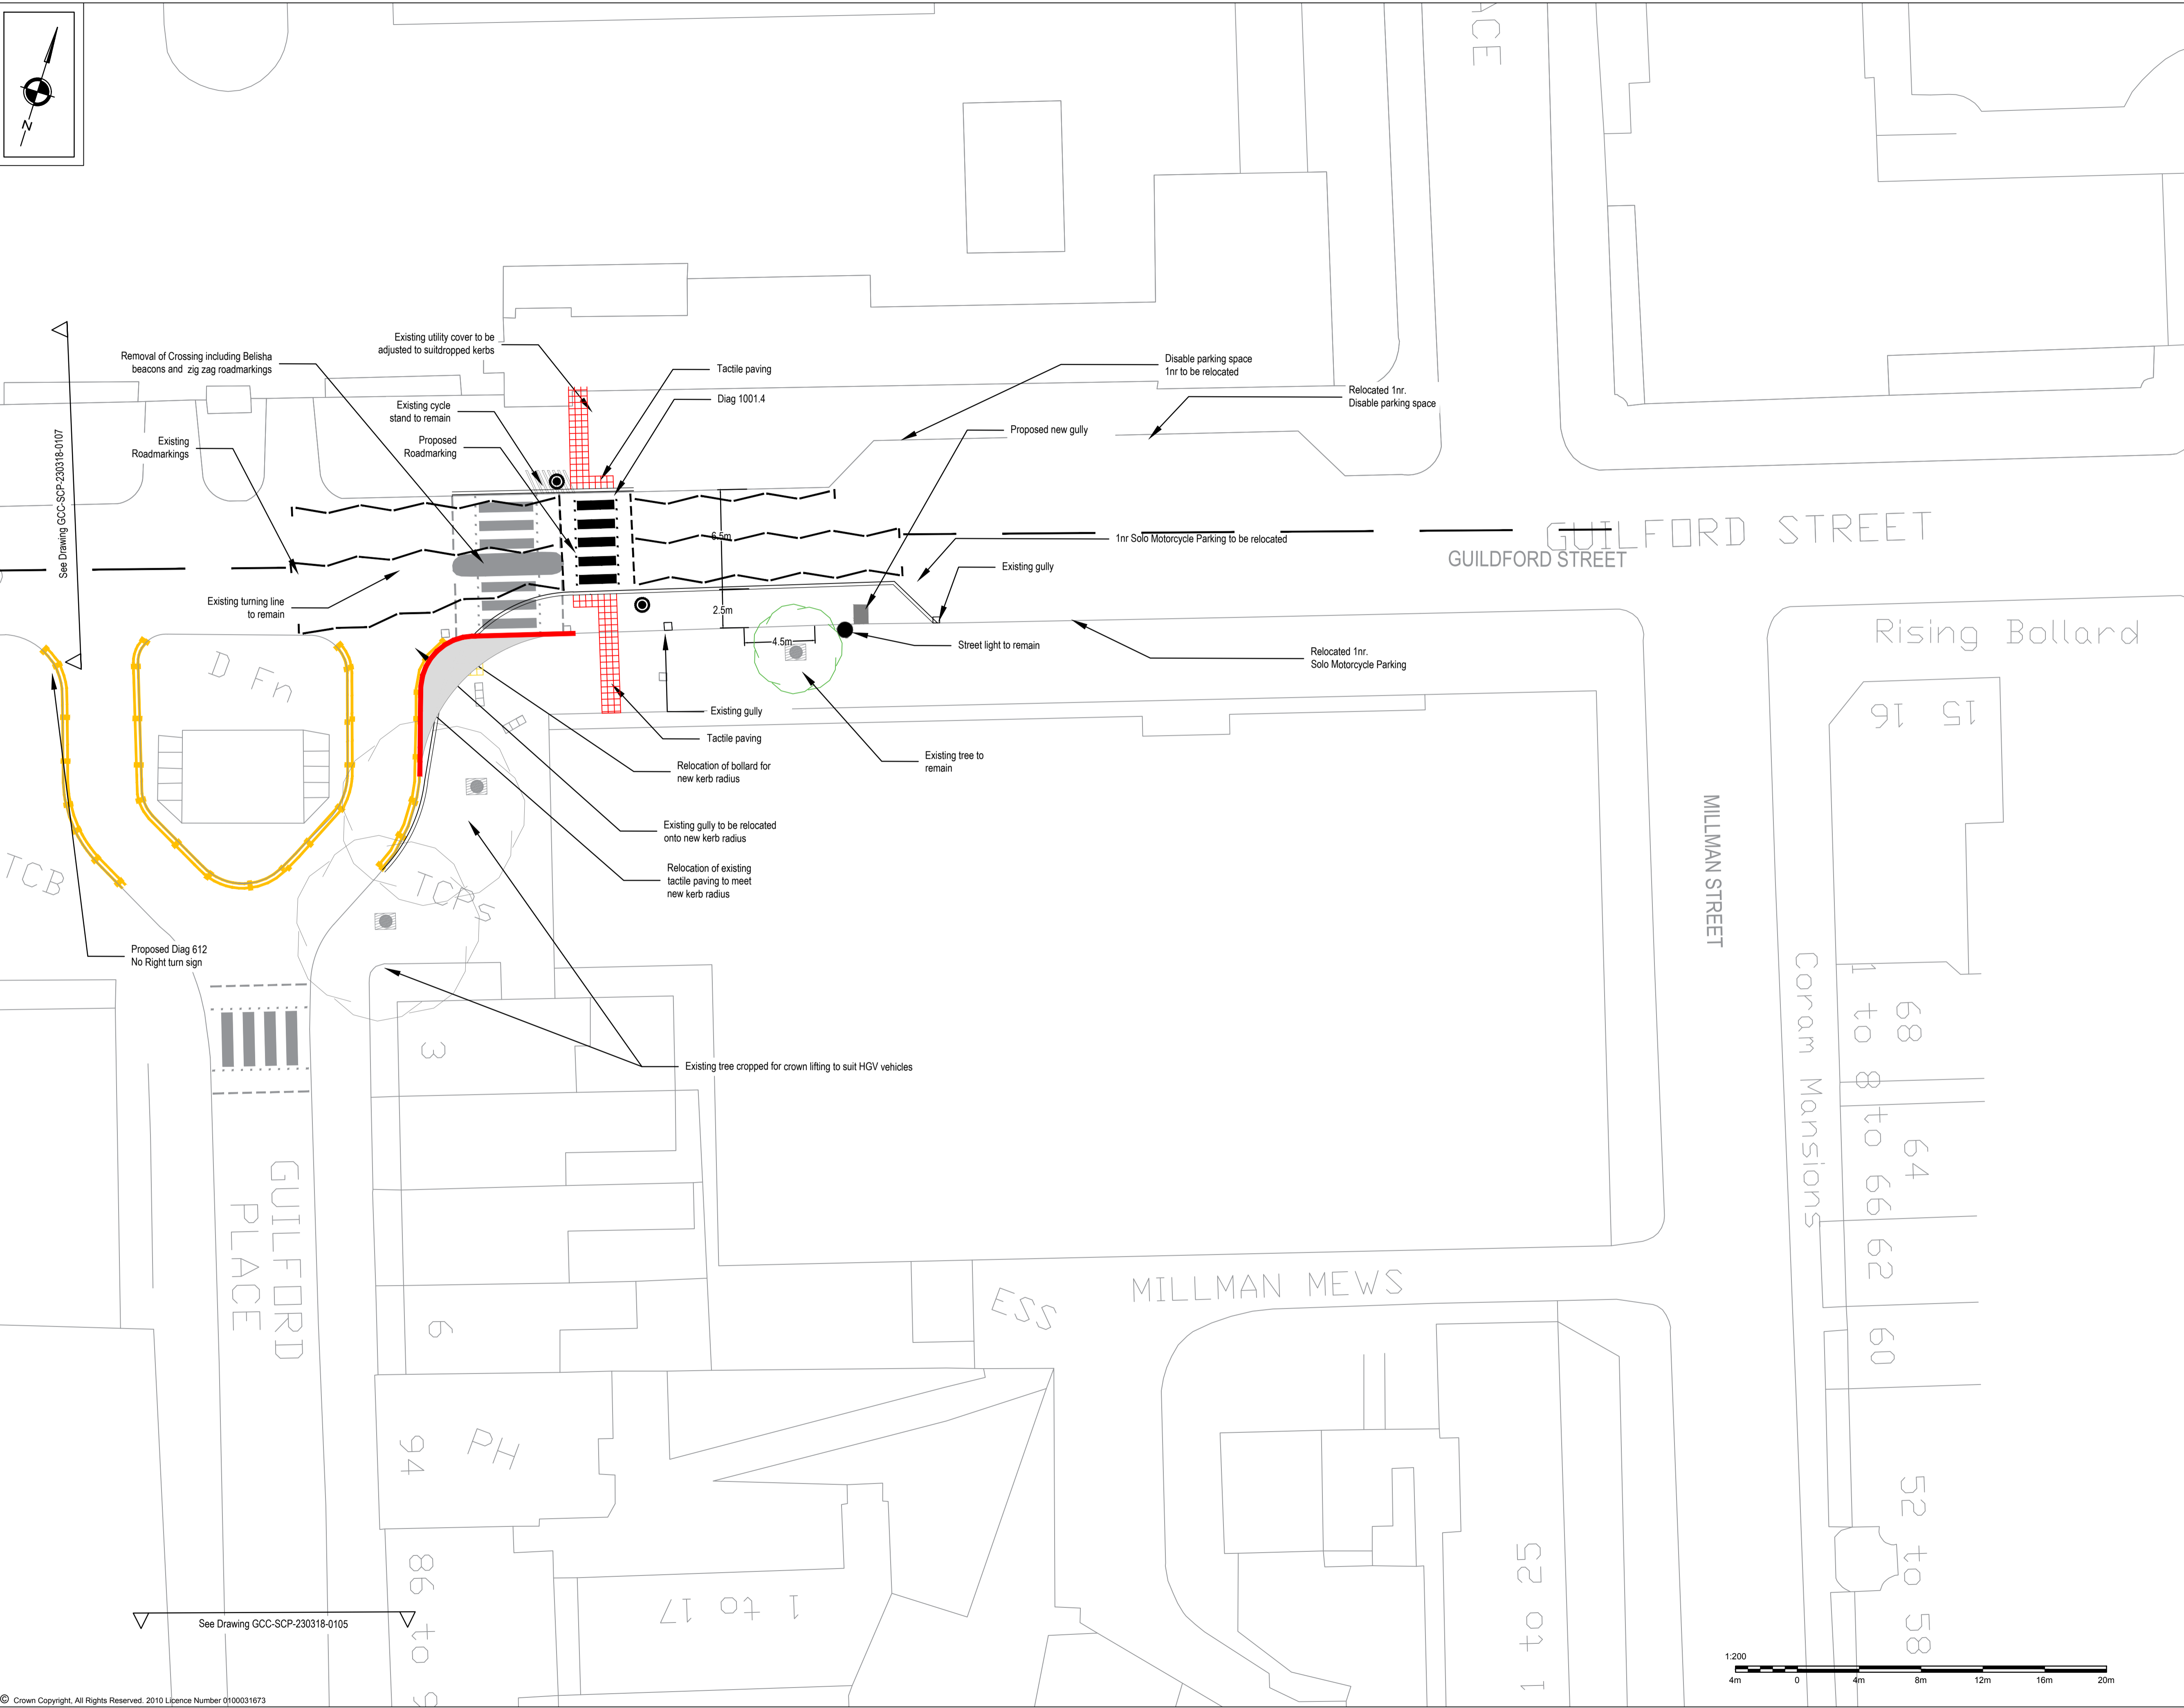 ACE
N
Existing utility cover to be
adjusted to suitdropped kerbs
Removal of Crossing including Belisha
beacons and zig zag roadmarkings
Tactile paving
Disable parking space
1nr to be relocated
Relocated 1nr.
Disable parking space
Existing cycle
stand to remain
Diag 1001.4
Proposed new gully
Existing
Roadmarkings
Proposed
Roadmarking
See Drawing GCC-SCP-230318-0107
6.5m
1nr Solo Motorcycle Parking to be relocated
GUILFORD STREET
GUILDFORD STREET
Existing gully
Existing turning line
to remain
2.5m
4.5m
Street light to remain
Relocated 1nr.
Solo Motorcycle Parking
Rising Bollard
D Fn
Existing gully
Tactile paving
Existing tree to
remain
Relocation of bollard for
new kerb radius
Existing gully to be relocated
onto new kerb radius
Relocation of existing
tactile paving to meet
new kerb radius
TCB
TCPs
16
15
MILLMAN STREET
Proposed Diag 612
No Right turn sign
Coram Mansions
1 to 8
68
to 66
64
62
60
52 to 58
3
Existing tree cropped for crown lifting to suit HGV vehicles
GUILFORD
PLACE
6
ESS
MILLMAN MEWS
94
PH
86 to 9
1 to 17
1 to 25
See Drawing GCC-SCP-230318-0105
1:200
4m 0 4m 8m 12m 16m 20m
© Crown Copyright, All Rights Reserved. 2010 Licence Number 0100031673